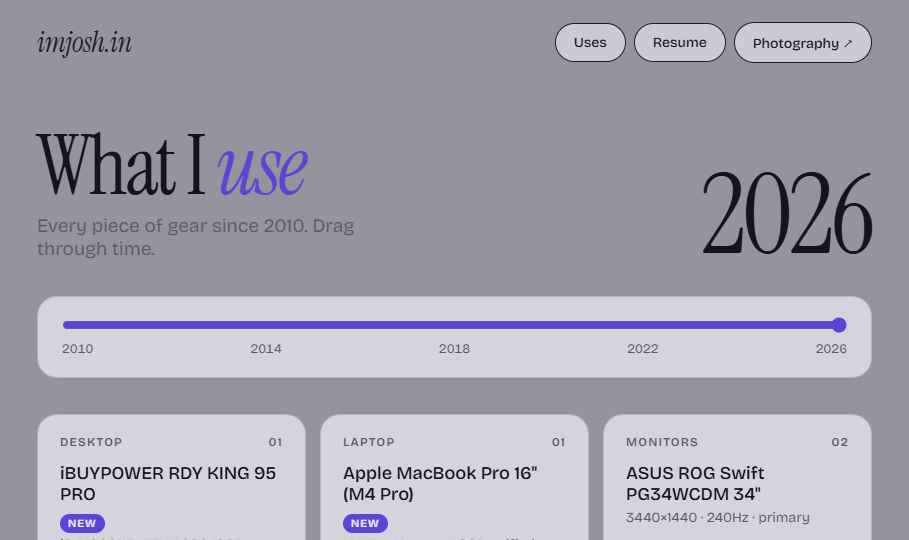 imjosh.in
Uses
Resume
Photography ↗
What I use
Every piece of gear since 2010. Drag
through time.
2026
2010
2014
2018
2022
2026
DESKTOP
01
iBUYPOWER RDY KING 95
PRO
NEW
LAPTOP
01
Apple MacBook Pro 16"
(M4 Pro)
NEW
MONITORS
02
ASUS ROG Swift
PG34WCDM 34"
3440×1440 · 240Hz · primary